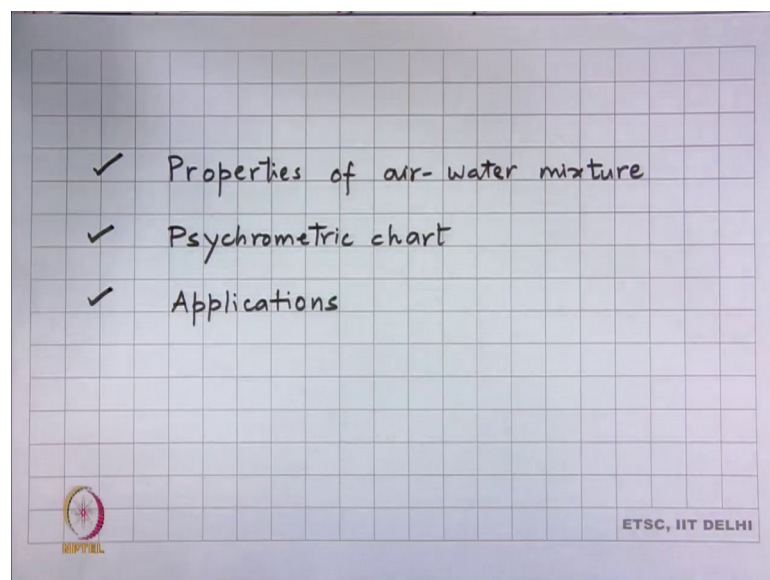 ✓ Properties of air-water mixture
✓ Psychrometric chart
✓ Applications
NPTEL
ETSC, IIT DELHI